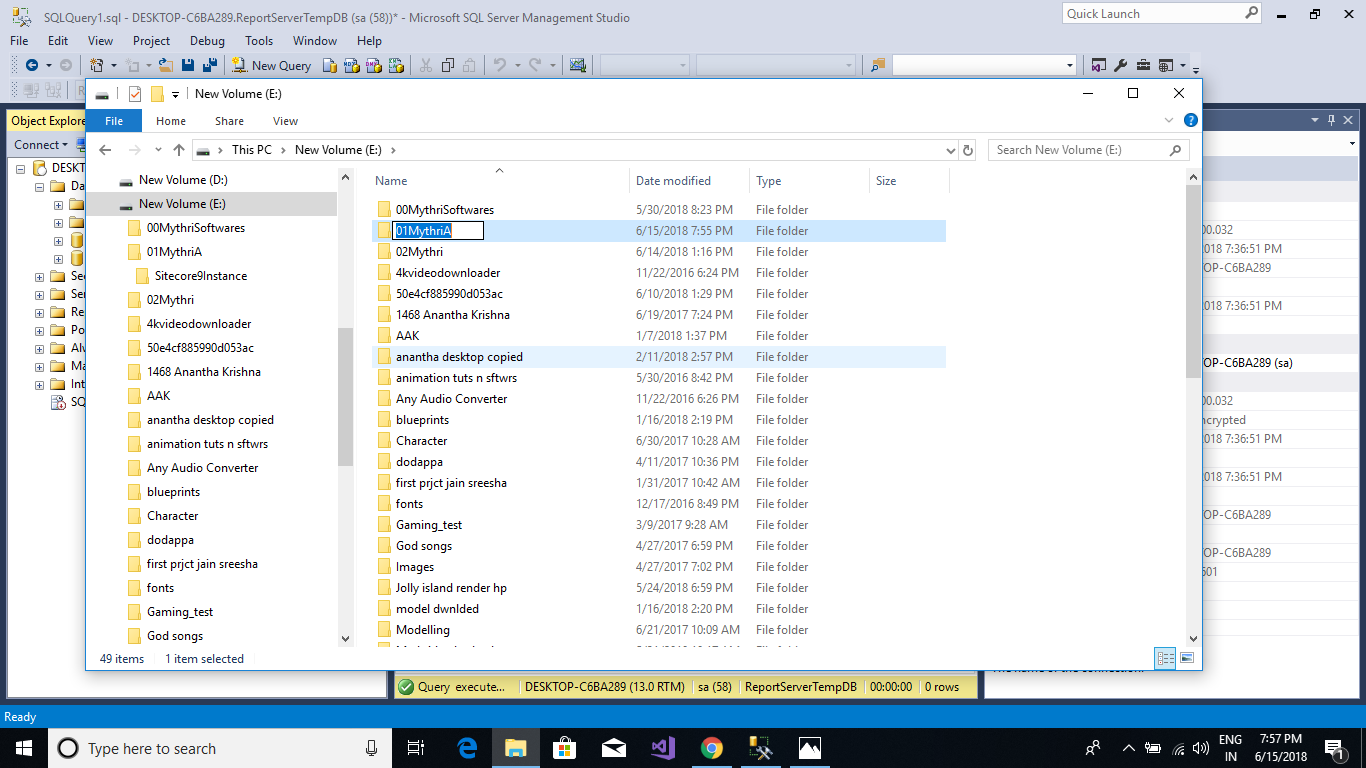 SQLQuery1.sql - DESKTOP-C6BA289.ReportServerTempDB (sa (58))* - Microsoft SQL Server Management Studio
Quick Launch
File Edit View Project Debug Tools Window Help
New Query
New Volume (E:)
File Home Share View
Object Explore
Connect
This PC New Volume (E:)
Search New Volume (E:)
DESKT
Da
Sec
Ser
Re
Po
Alv
Ma
Int
SQ
New Volume (D:)
New Volume (E:)
00MythriSoftwares
01MythriA
Sitecore9Instance
02Mythri
4kvideodownloader
50e4cf885990d053ac
1468 Anantha Krishna
AAK
anantha desktop copied
animation tuts n sftwrs
Any Audio Converter
blueprints
Character
dodappa
first prjct jain sreesha
fonts
Gaming_test
God songs
Name Date modified Type Size
00MythriSoftwares 5/30/2018 8:23 PM File folder
01MythriA 6/15/2018 7:55 PM File folder
02Mythri 6/14/2018 1:16 PM File folder
4kvideodownloader 11/22/2016 6:24 PM File folder
50e4cf885990d053ac 6/10/2018 1:29 PM File folder
1468 Anantha Krishna 6/19/2017 7:24 PM File folder
AAK 1/7/2018 1:37 PM File folder
anantha desktop copied 2/11/2018 2:57 PM File folder
animation tuts n sftwrs 5/30/2016 8:42 PM File folder
Any Audio Converter 11/22/2016 6:26 PM File folder
blueprints 1/16/2018 2:19 PM File folder
Character 6/30/2017 10:28 AM File folder
dodappa 4/11/2017 10:36 PM File folder
first prjct jain sreesha 1/31/2017 10:42 AM File folder
fonts 12/17/2016 8:49 PM File folder
Gaming_test 3/9/2017 9:28 AM File folder
God songs 4/27/2017 6:59 PM File folder
Images 4/27/2017 7:02 PM File folder
Jolly island render hp 5/24/2018 6:59 PM File folder
model dwnlded 1/16/2018 2:20 PM File folder
Modelling 6/21/2017 10:09 AM File folder
00.032
018 7:36:51 PM
OP-C6BA289
018 7:36:51 PM
OP-C6BA289 (sa)
00.032
ncrypted
018 7:36:51 PM
018 7:36:51 PM
OP-C6BA289
OP-C6BA289
601
49 items 1 item selected
Query execute... DESKTOP-C6BA289 (13.0 RTM) sa (58) ReportServerTempDB 00:00:00 0 rows
Ready
Type here to search
ENG
IN
7:57 PM
6/15/2018
1